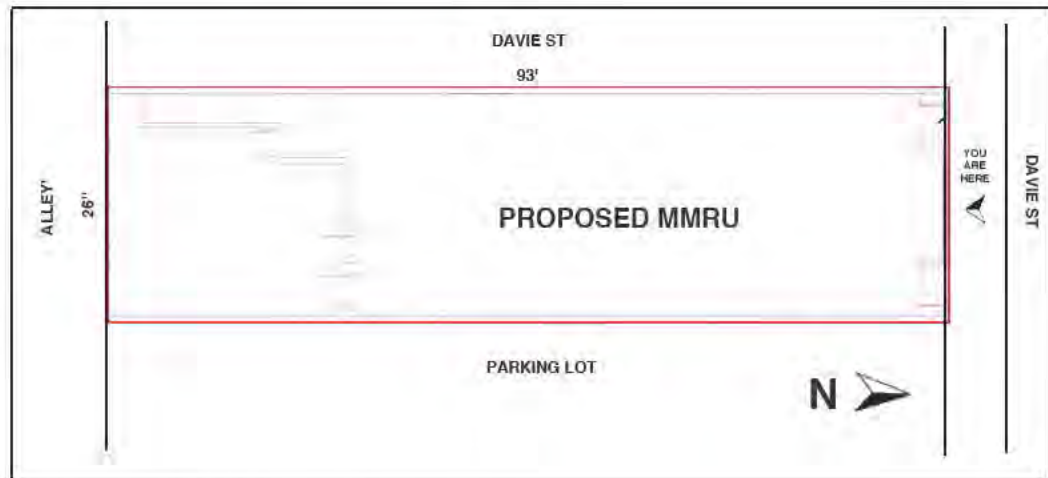 DAVIE ST
93'
ALLEY'
26"
PROPOSED MMRU
YOU
ARE
HERE
DAVIE ST
PARKING LOT
N